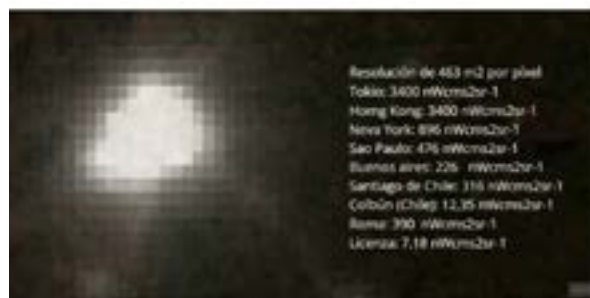 Resolución de 463 m2 por pixel
Tokio: 3400 nWcms2sr-1
Hong Kong: 3400 nWcms2sr-1
Nova York: 896 nWcms2sr-1
Sao Paulo: 476 nWcms2sr-1
Buenos aires: 226 nWcms2sr-1
Santiago de Chile: 316 nWcms2sr-1
Colbún (Chile): 12,35 nWcms2sr-1
Roma: 390 nWcms2sr-1
Licenza: 7,18 nWcms2sr-1